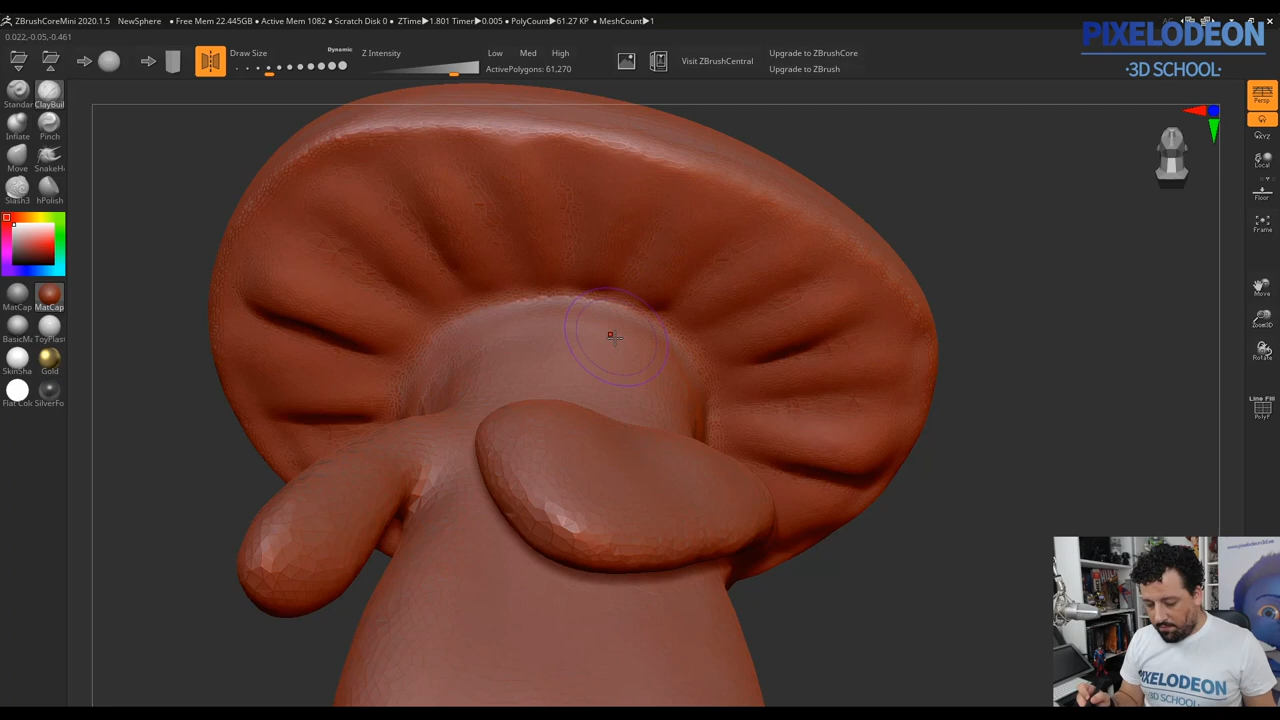 ZBrushCoreMini 2020.1.5 NewSphere • Free Mem 22.445GB • Active Mem 1082 • Scratch Disk 0 • ZTime▶1.801 Timer▶0.005 • PolyCount▶61.27 KP • MeshCount▶1
0.022,-0.05,-0.461
PIXELODEON
·3D SCHOOL·
Draw Size
Dynamic
Z Intensity
Low Med High
ActivePolygons: 61,270
Visit ZBrushCentral
Upgrade to ZBrushCore
Upgrade to ZBrush
Standar
ClayBuil
Inflate
Pinch
Move
SnakeHo
Slash3
hPolish
MatCap
MatCap
BasicMa
ToyPlast
SkinSha
Gold
Flat Colo
SilverFo
Persp
XYZ
Local
Floor
Frame
Move
Zoom3D
Rotate
Line Fill
PolyF
PIXELODEON
·3D SCHOOL·